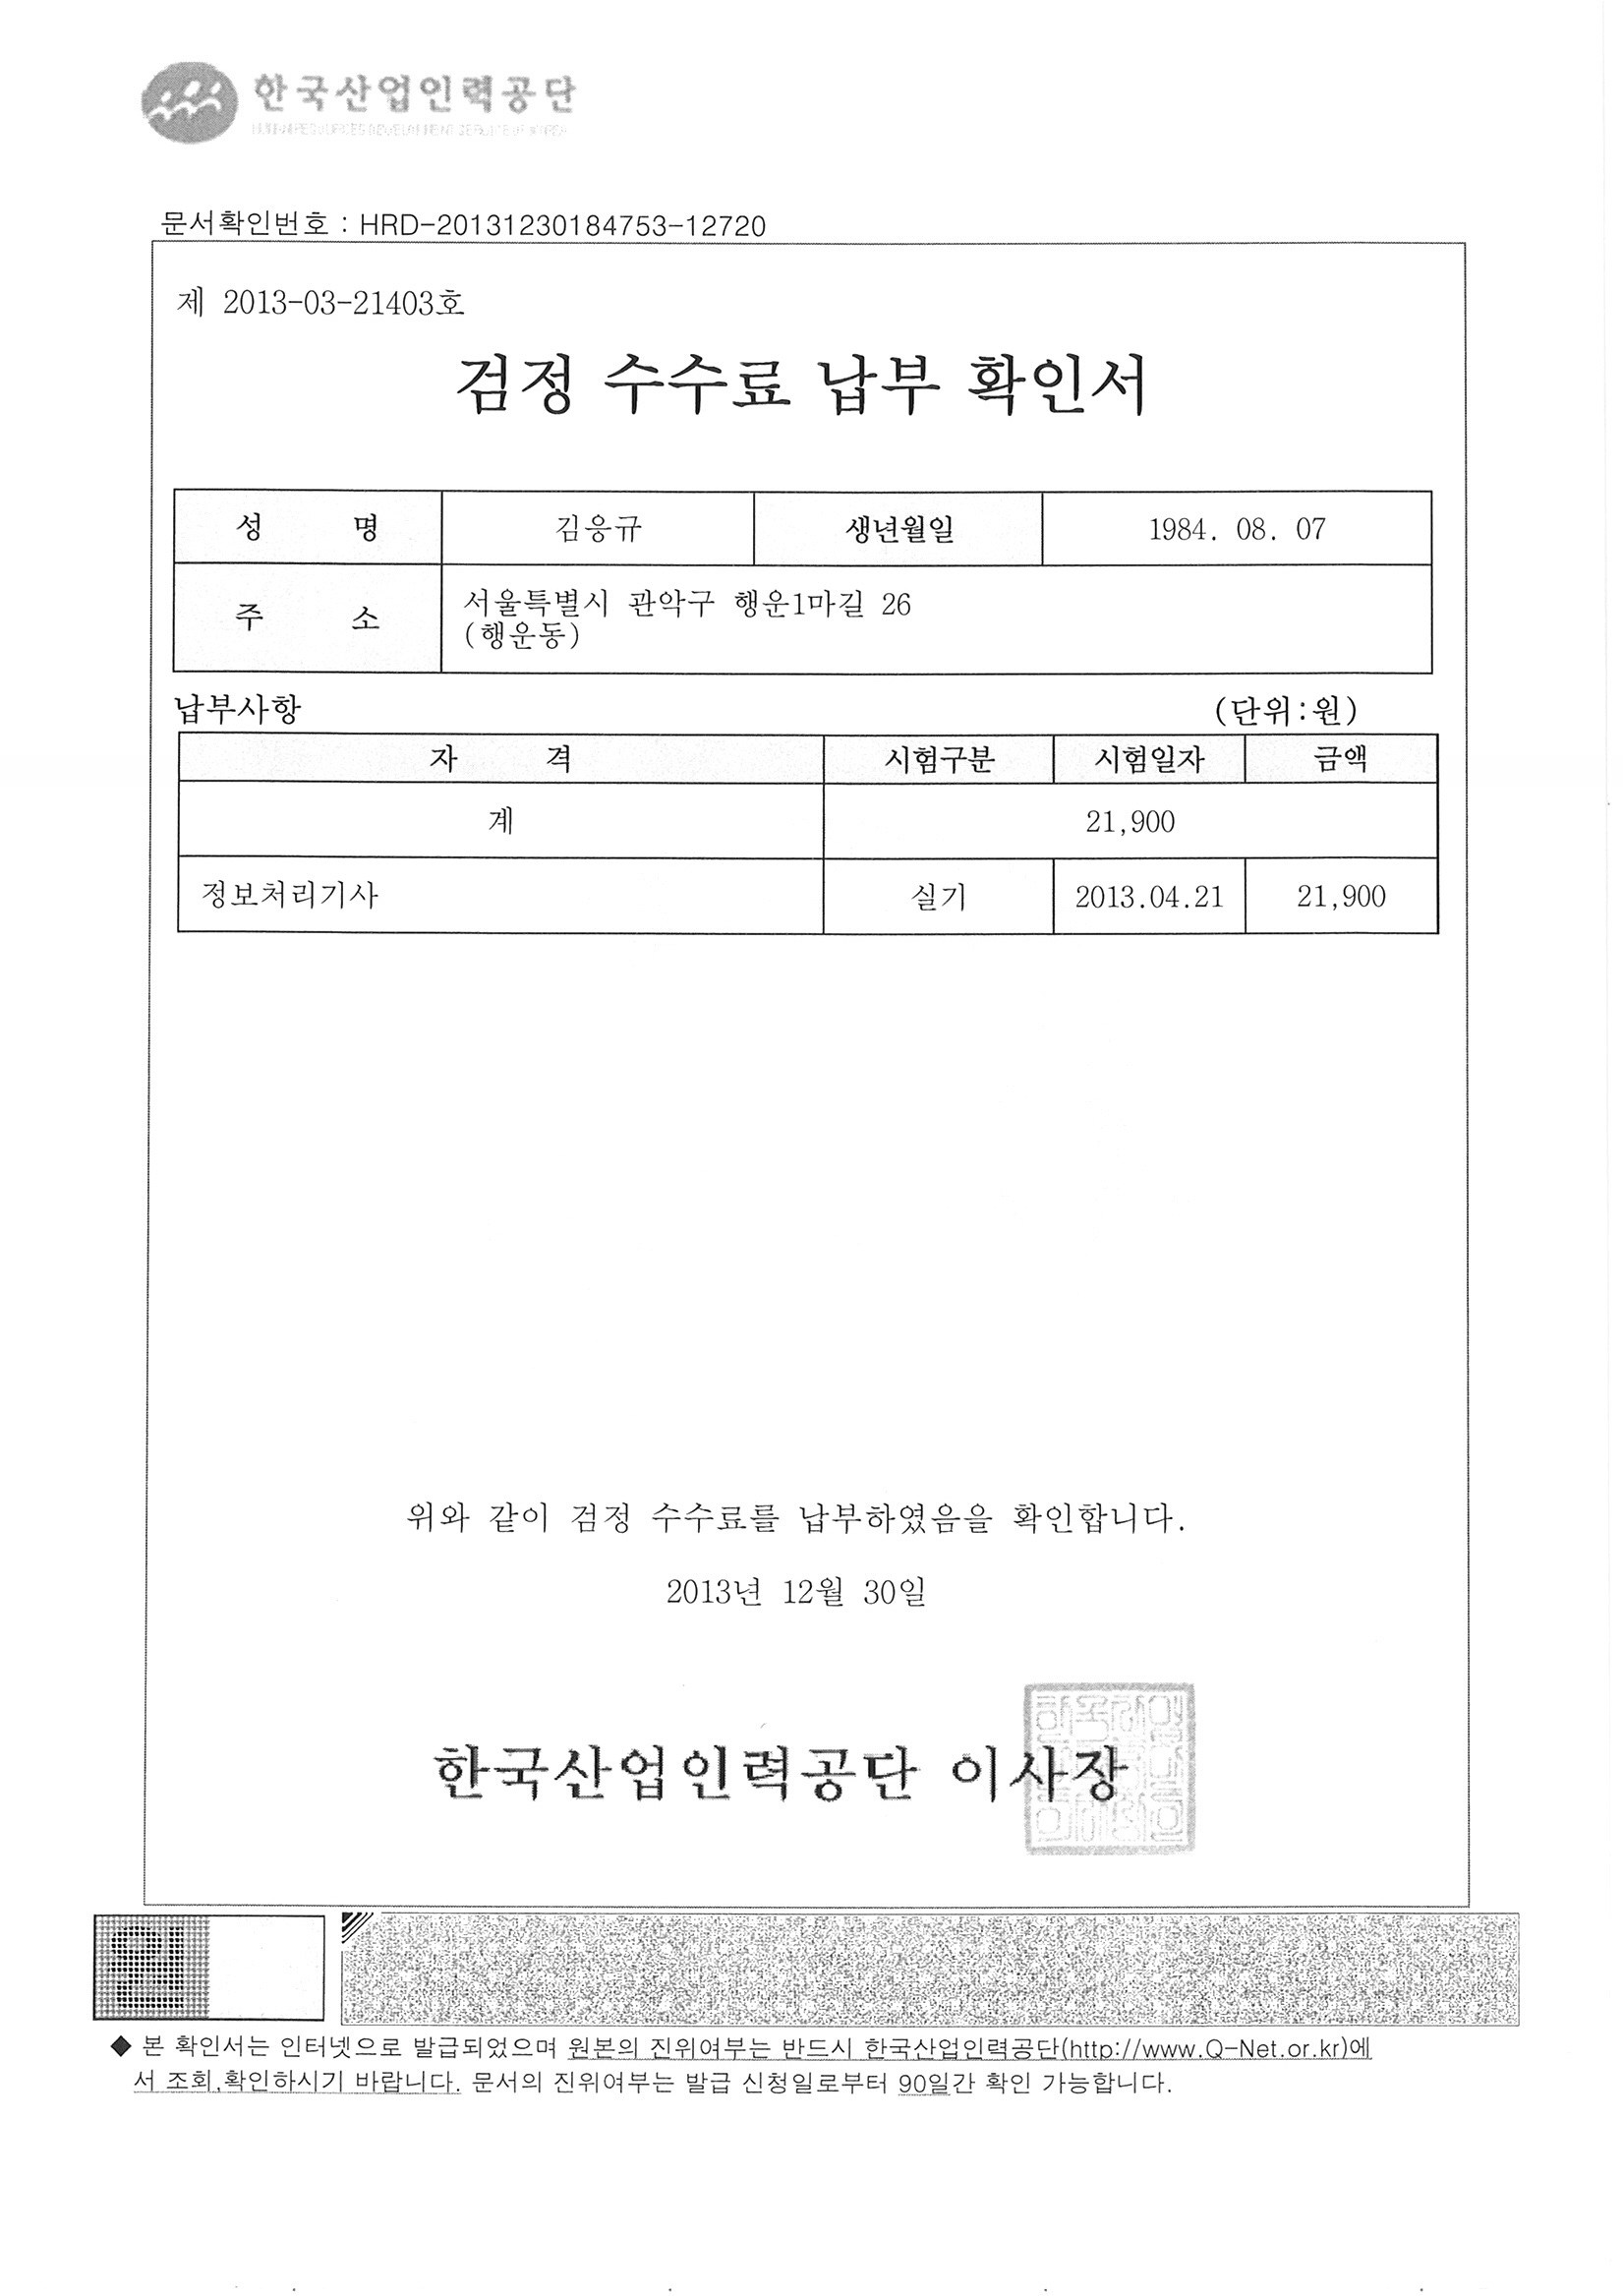 한국산업인력공단
HUMAN RESOURCES DEVELOPMENT SERVICE OF KOREA
문서확인번호 : HRD-20131230184753-12720
제 2013-03-21403호
검정 수수료 납부 확인서
성 명 김응규 생년월일 1984. 08. 07
주 소 서울특별시 관악구 행운1마길 26
(행운동)
납부사항 (단위:원)
자 격 시험구분 시험일자 금액
계 21,900
정보처리기사 실기 2013.04.21 21,900
위와 같이 검정 수수료를 납부하였음을 확인합니다.
2013년 12월 30일
한국산업인력공단 이사장
◆ 본 확인서는 인터넷으로 발급되었으며 원본의 진위여부는 반드시 한국산업인력공단(http://www.Q-Net.or.kr)에
서 조회,확인하시기 바랍니다. 문서의 진위여부는 발급 신청일로부터 90일간 확인 가능합니다.